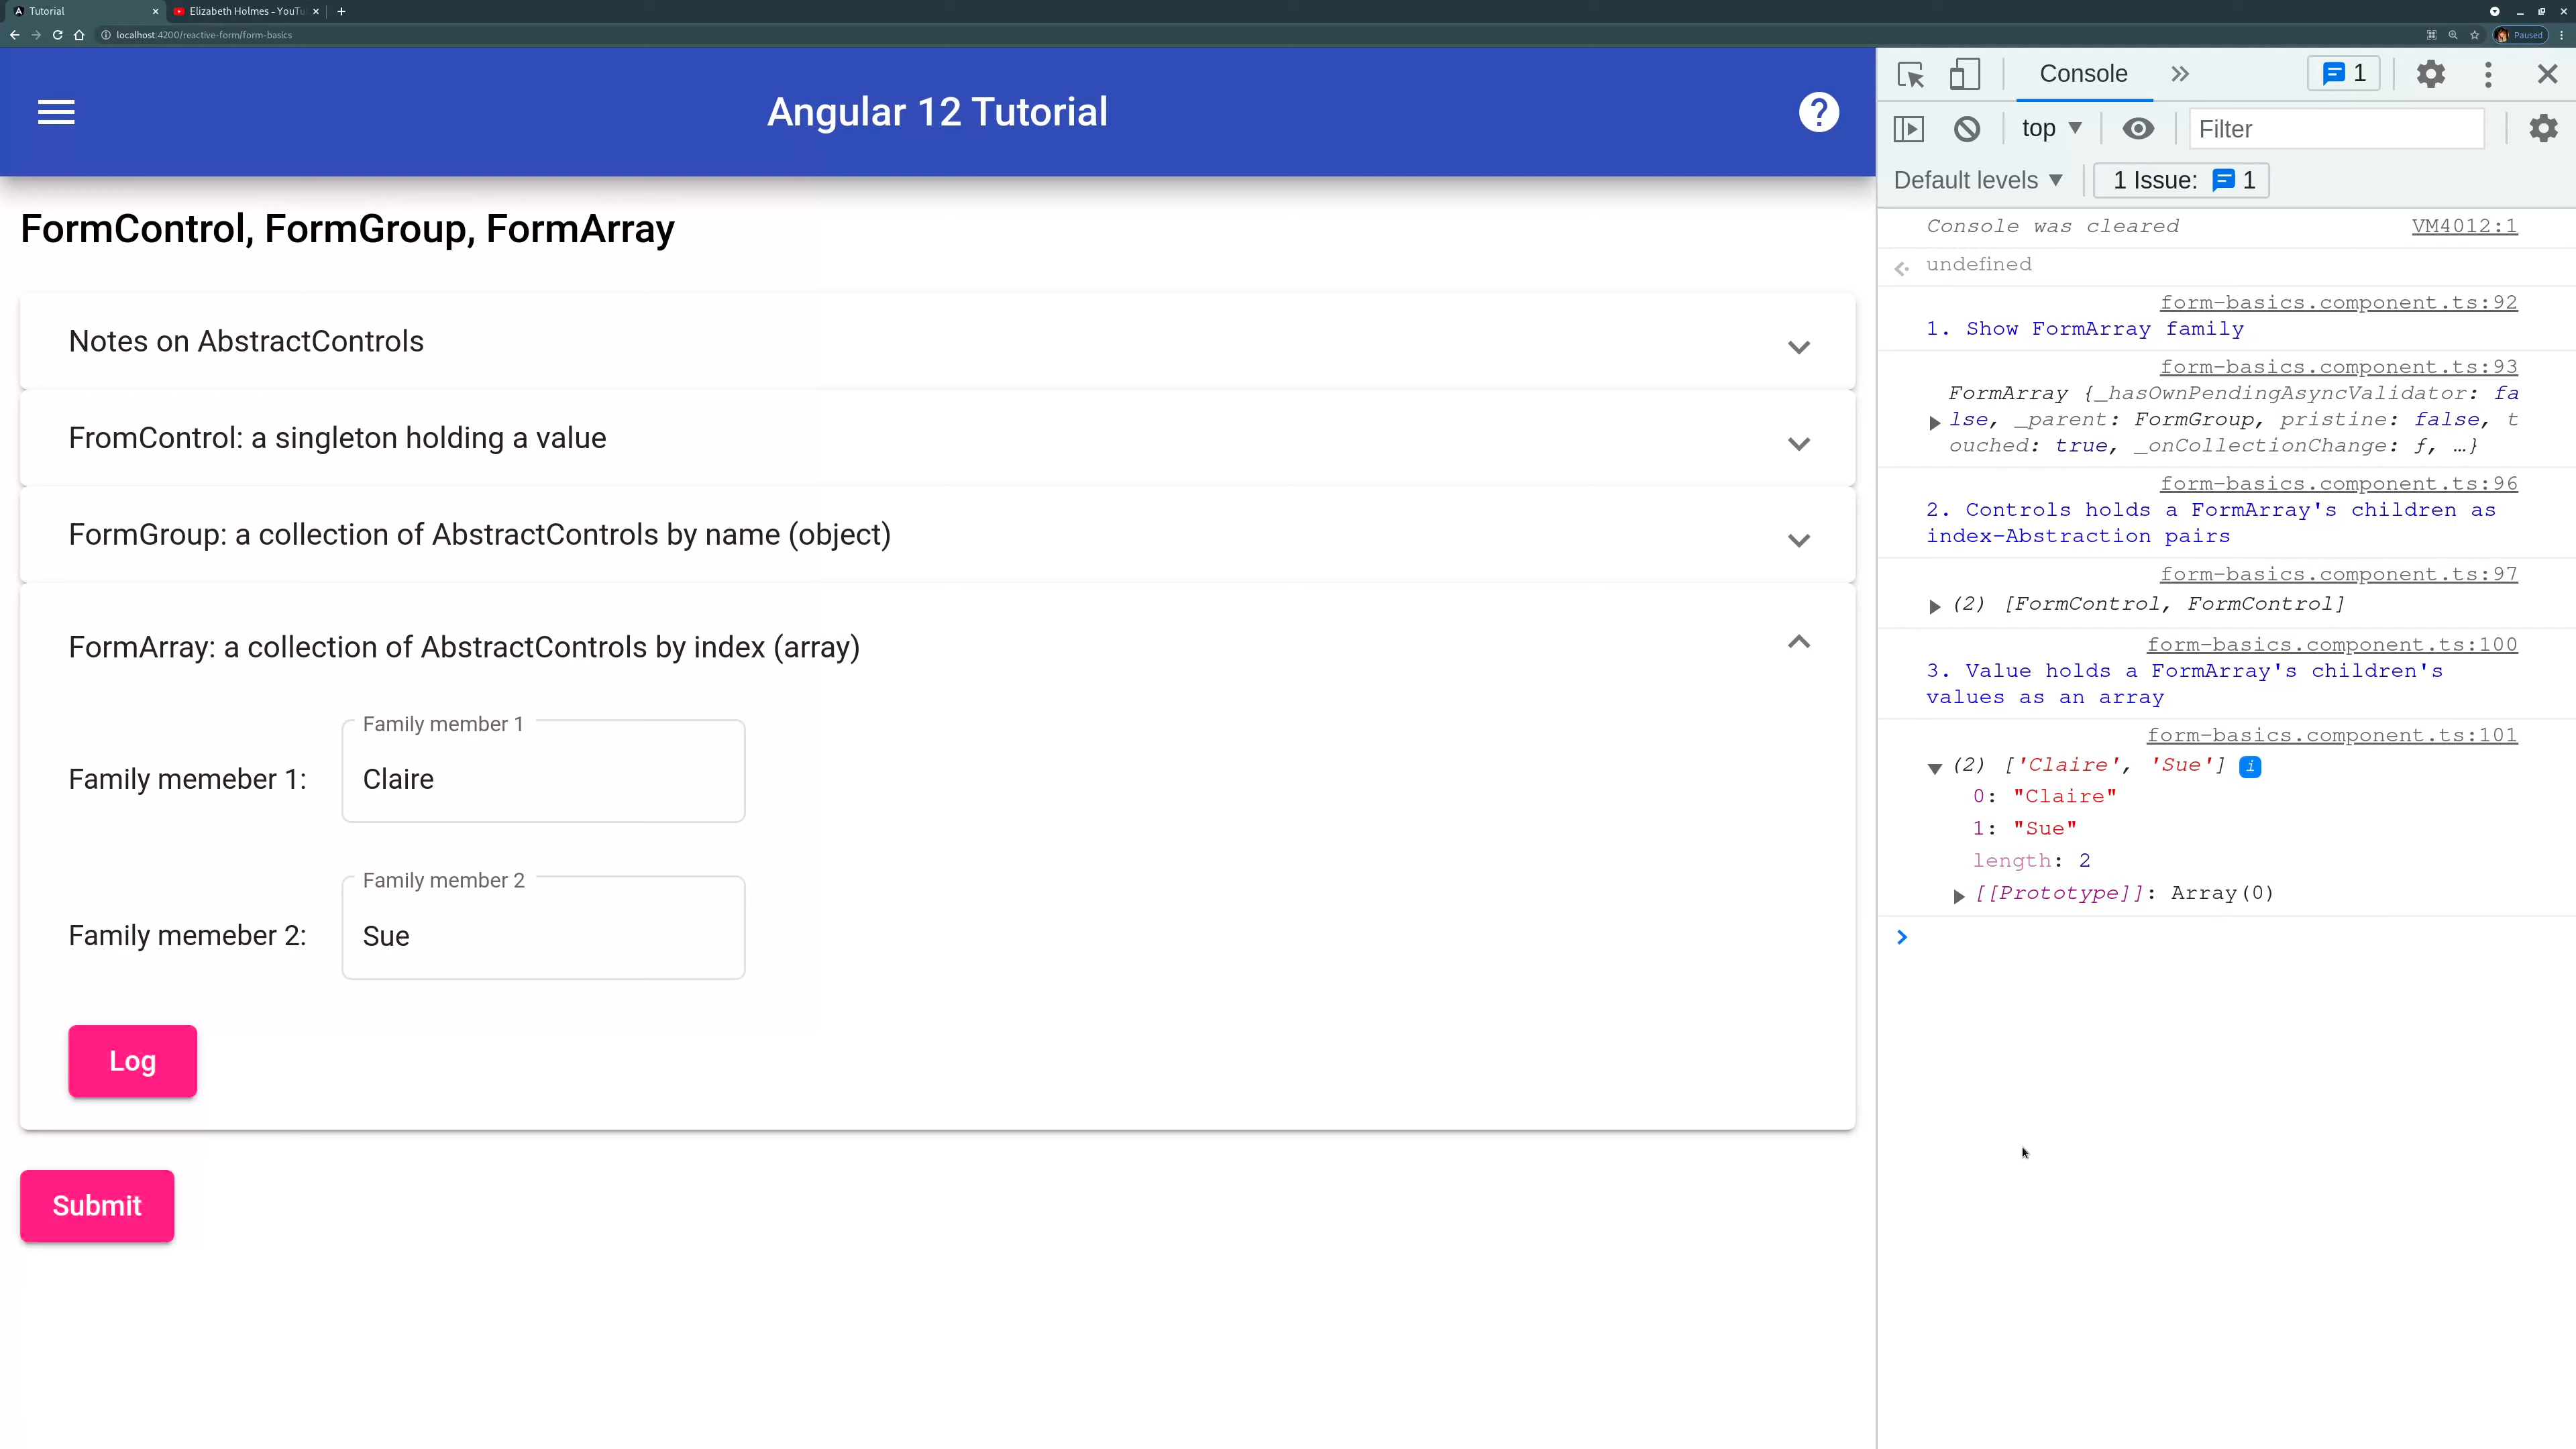 Tutorial
Elizabeth Holmes - YouTu
localhost:4200/reactive-form/form-basics
Paused
Angular 12 Tutorial
FormControl, FormGroup, FormArray
Notes on AbstractControls
FromControl: a singleton holding a value
FormGroup: a collection of AbstractControls by name (object)
FormArray: a collection of AbstractControls by index (array)
Family member 1
Family memeber 1:
Claire
Family member 2
Family memeber 2:
Sue
Log
Submit
Console
1
top
Filter
Default levels
1 Issue: 1
Console was cleared VM4012:1
undefined
form-basics.component.ts:92
1. Show FormArray family
form-basics.component.ts:93
FormArray {_hasOwnPendingAsyncValidator: fa
lse, _parent: FormGroup, pristine: false, t
ouched: true, _onCollectionChange: ƒ, …}
form-basics.component.ts:96
2. Controls holds a FormArray's children as
index-Abstraction pairs
form-basics.component.ts:97
(2) [FormControl, FormControl]
form-basics.component.ts:100
3. Value holds a FormArray's children's
values as an array
form-basics.component.ts:101
(2) ['Claire', 'Sue'] i
0: "Claire"
1: "Sue"
length: 2
[[Prototype]]: Array(0)